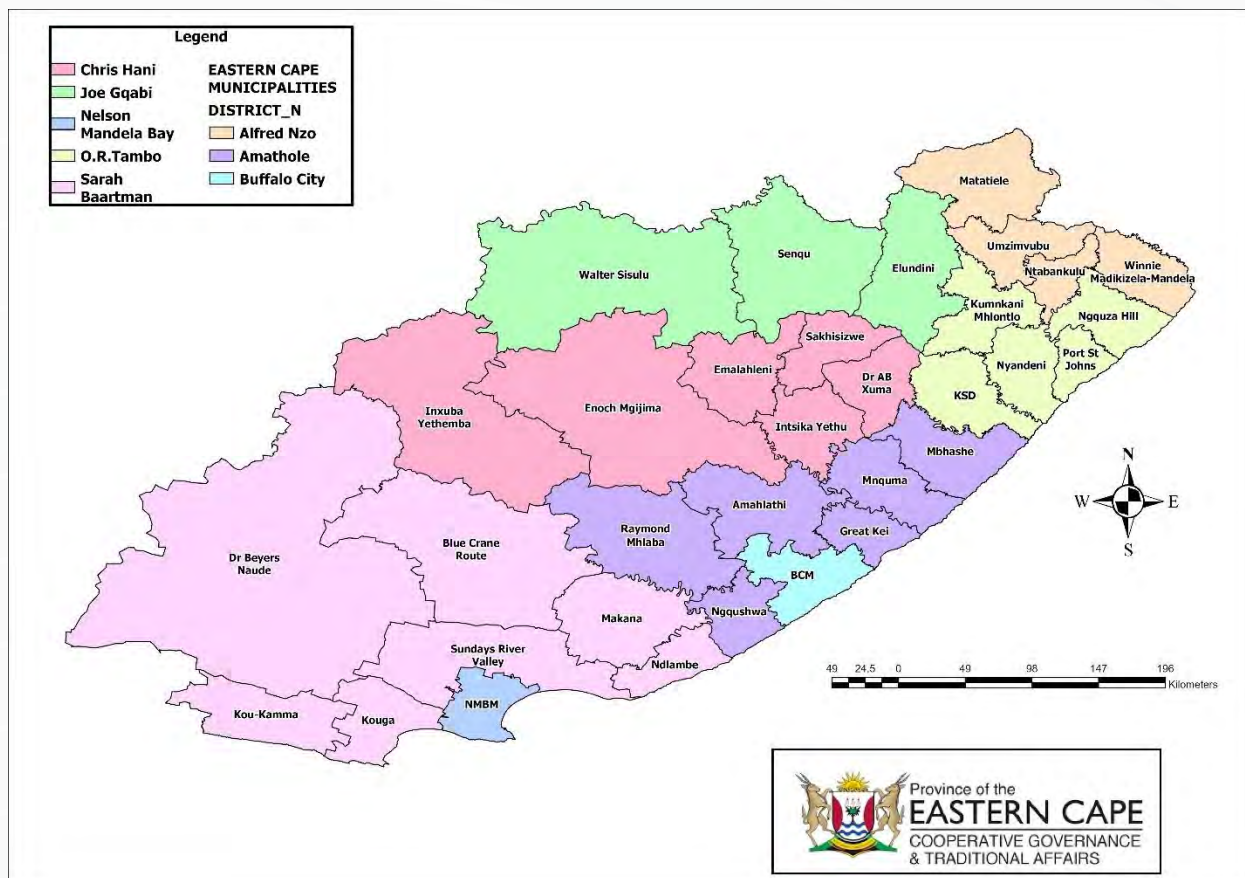 Legend
Chris Hani
Joe Gqabi
Nelson
Mandela Bay
O.R.Tambo
Sarah
Baartman
EASTERN CAPE
MUNICIPALITIES
DISTRICT_N
Alfred Nzo
Amathole
Buffalo City
Matatiele
Umzimvubu
Ntabankulu
Winnie
Madikizela-Mandela
Walter Sisulu
Senqu
Elundini
Kumnkani
Mhlontlo
Ngquza Hill
Port St
Johns
Nyandeni
KSD
Sakhisizwe
Emalahleni
Dr AB
Xuma
Inxuba
Yethemba
Enoch Mgijima
Intsika Yethu
Mbhashe
Mnquma
Amahlathi
Great Kei
Raymond
Mhlaba
Blue Crane
Route
Dr Beyers
Naude
BCM
Makana
Ngqushwa
Sundays River
Valley
Ndlambe
NMBM
Kou-Kamma
Kouga
N
W E
S
49 24.5 0 49 98 147 196
Kilometers
Province of the
EASTERN CAPE
COOPERATIVE GOVERNANCE
& TRADITIONAL AFFAIRS